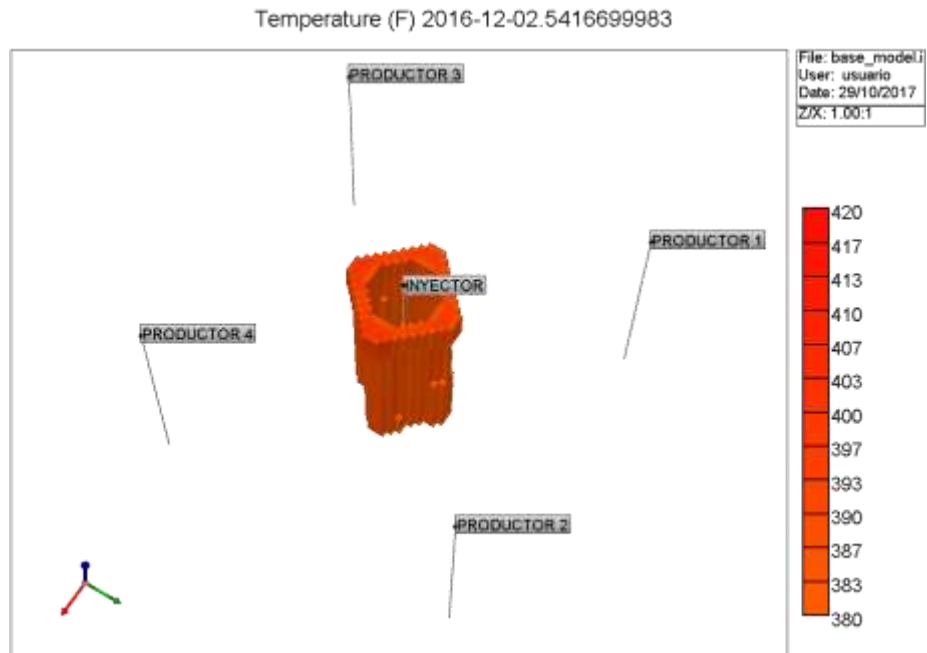 Temperature (F) 2016-12-02.5416699983
File: base_model.i
User: usuario
Date: 29/10/2017
Z/X: 1.00:1
PRODUCTOR 3
PRODUCTOR 1
INYECTOR
PRODUCTOR 4
PRODUCTOR 2
420
417
413
410
407
403
400
397
393
390
387
383
380